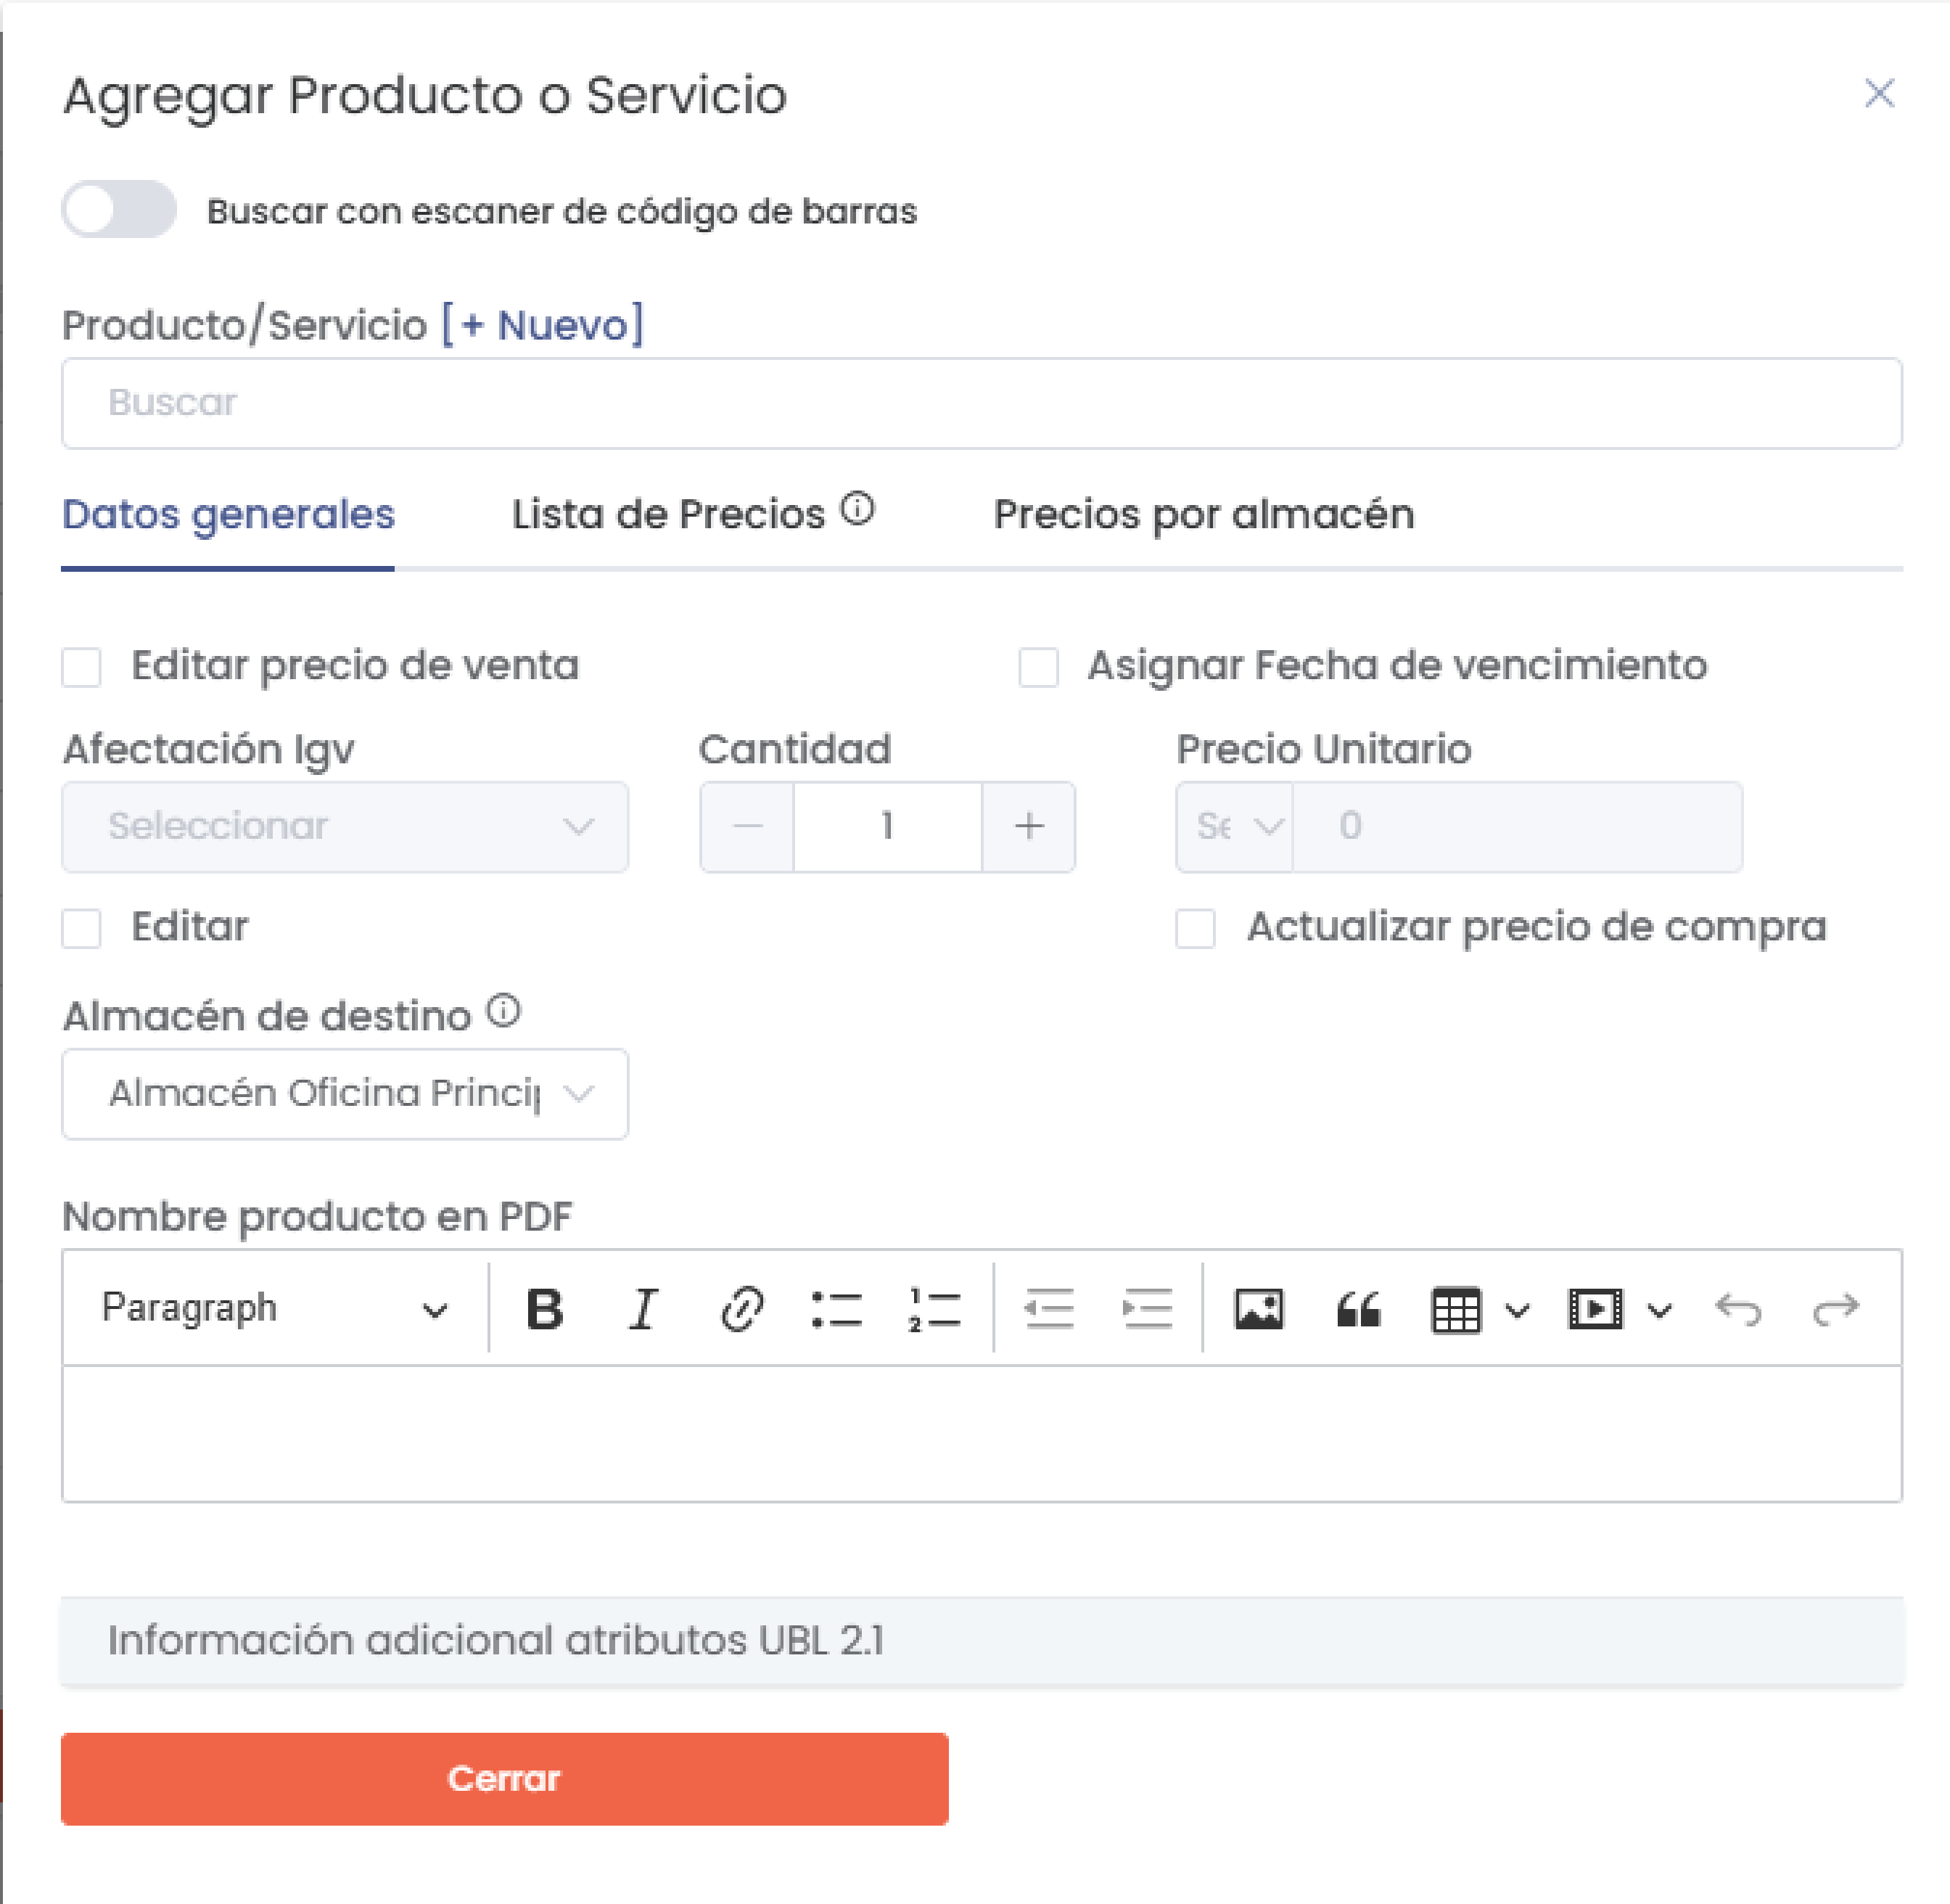 Agregar Producto o Servicio
Buscar con escaner de código de barras
Producto/Servicio [+ Nuevo]
Buscar
Datos generales Lista de Precios Precios por almacén
Editar precio de venta Asignar Fecha de vencimiento
Afectación Igv Cantidad Precio Unitario
Seleccionar 1 0
Editar Actualizar precio de compra
Almacén de destino
Almacén Oficina
Nombre producto en PDF
Paragraph B I
Información adicional atributos UBL 2.1
Cerrar